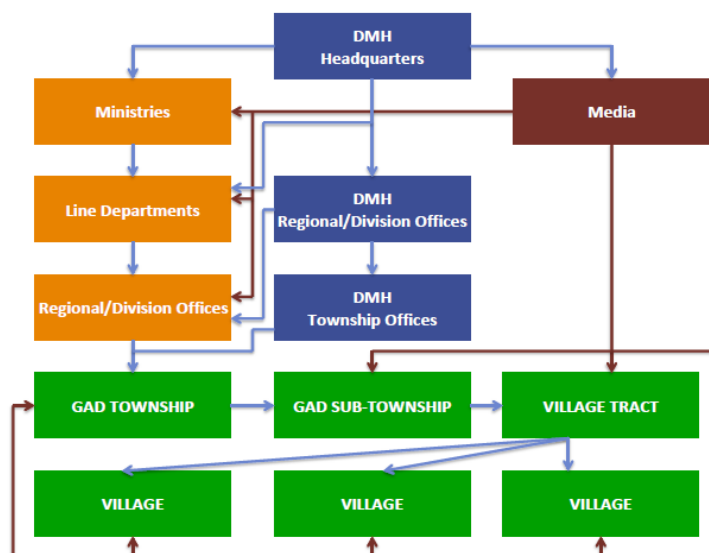 DMH
Headquarters
Ministries
Media
Line Departments
DMH
Regional/Division Offices
Regional/Division Offices
DMH
Township Offices
GAD TOWNSHIP
GAD SUB-TOWNSHIP
VILLAGE TRACT
VILLAGE
VILLAGE
VILLAGE